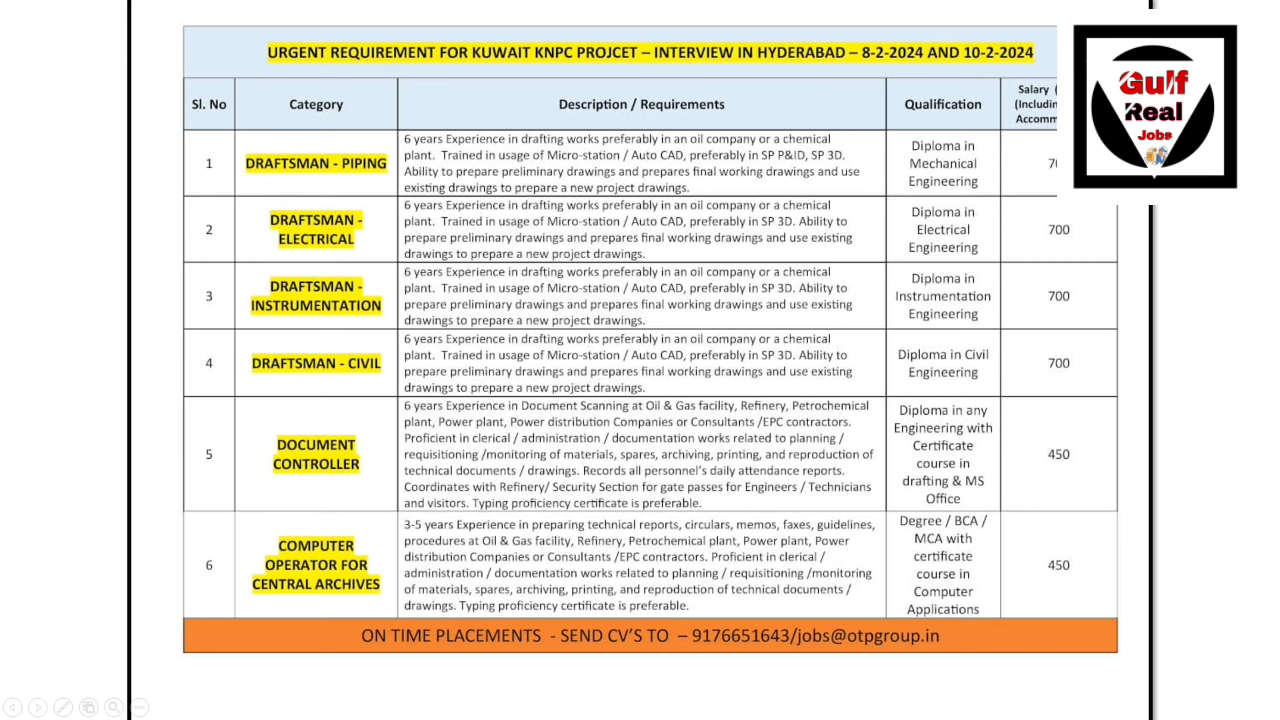 URGENT REQUIREMENT FOR KUWAIT KNPC PROJCET – INTERVIEW IN HYDERABAD – 8-2-2024 AND 10-2-2024
Gulf
Real
Jobs
Sl. No
Category
Description / Requirements
Qualification
Salary (
(Includin
Accomm
1
DRAFTSMAN - PIPING
6 years Experience in drafting works preferably in an oil company or a chemical
plant. Trained in usage of Micro-station / Auto CAD, preferably in SP P&ID, SP 3D.
Ability to prepare preliminary drawings and prepares final working drawings and use
existing drawings to prepare a new project drawings.
Diploma in
Mechanical
Engineering
2
DRAFTSMAN -
ELECTRICAL
6 years Experience in drafting works preferably in an oil company or a chemical
plant. Trained in usage of Micro-station / Auto CAD, preferably in SP 3D. Ability to
prepare preliminary drawings and prepares final working drawings and use existing
drawings to prepare a new project drawings.
Diploma in
Electrical
Engineering
700
3
DRAFTSMAN -
INSTRUMENTATION
6 years Experience in drafting works preferably in an oil company or a chemical
plant. Trained in usage of Micro-station / Auto CAD, preferably in SP 3D. Ability to
prepare preliminary drawings and prepares final working drawings and use existing
drawings to prepare a new project drawings.
Diploma in
Instrumentation
Engineering
700
4
DRAFTSMAN - CIVIL
6 years Experience in drafting works preferably in an oil company or a chemical
plant. Trained in usage of Micro-station / Auto CAD, preferably in SP 3D. Ability to
prepare preliminary drawings and prepares final working drawings and use existing
drawings to prepare a new project drawings.
Diploma in Civil
Engineering
700
5
DOCUMENT
CONTROLLER
6 years Experience in Document Scanning at Oil & Gas facility, Refinery, Petrochemical
plant, Power plant, Power distribution Companies or Consultants /EPC contractors.
Proficient in clerical / administration / documentation works related to planning /
requisitioning /monitoring of materials, spares, archiving, printing, and reproduction of
technical documents / drawings. Records all personnel's daily attendance reports.
Coordinates with Refinery/ Security Section for gate passes for Engineers / Technicians
and visitors. Typing proficiency certificate is preferable.
Diploma in any
Engineering with
Certificate
course in
drafting & MS
Office
450
6
COMPUTER
OPERATOR FOR
CENTRAL ARCHIVES
3-5 years Experience in preparing technical reports, circulars, memos, faxes, guidelines,
procedures at Oil & Gas facility, Refinery, Petrochemical plant, Power plant, Power
distribution Companies or Consultants /EPC contractors. Proficient in clerical /
administration / documentation works related to planning / requisitioning /monitoring
of materials, spares, archiving, printing, and reproduction of technical documents /
drawings. Typing proficiency certificate is preferable.
Degree / BCA /
MCA with
certificate
course in
Computer
Applications
450
ON TIME PLACEMENTS - SEND CV'S TO – 9176651643/jobs@otpgroup.in